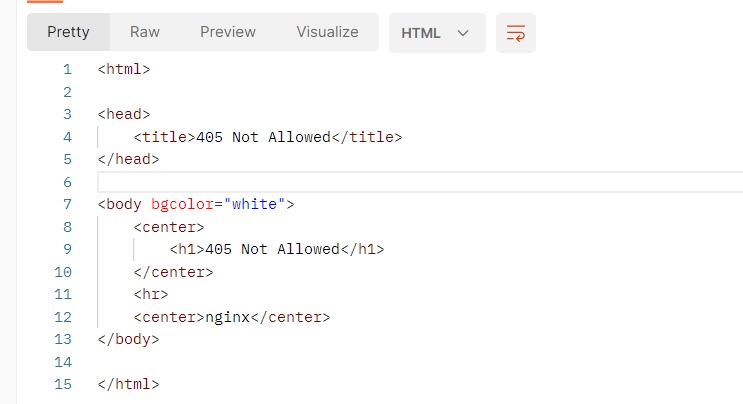 Pretty Raw Preview Visualize HTML
1 <html>
2
3 <head>
4 <title>405 Not Allowed</title>
5 </head>
6
7 <body bgcolor="white">
8 <center>
9 <h1>405 Not Allowed</h1>
10 </center>
11 <hr>
12 <center>nginx</center>
13 </body>
14
15 </html>